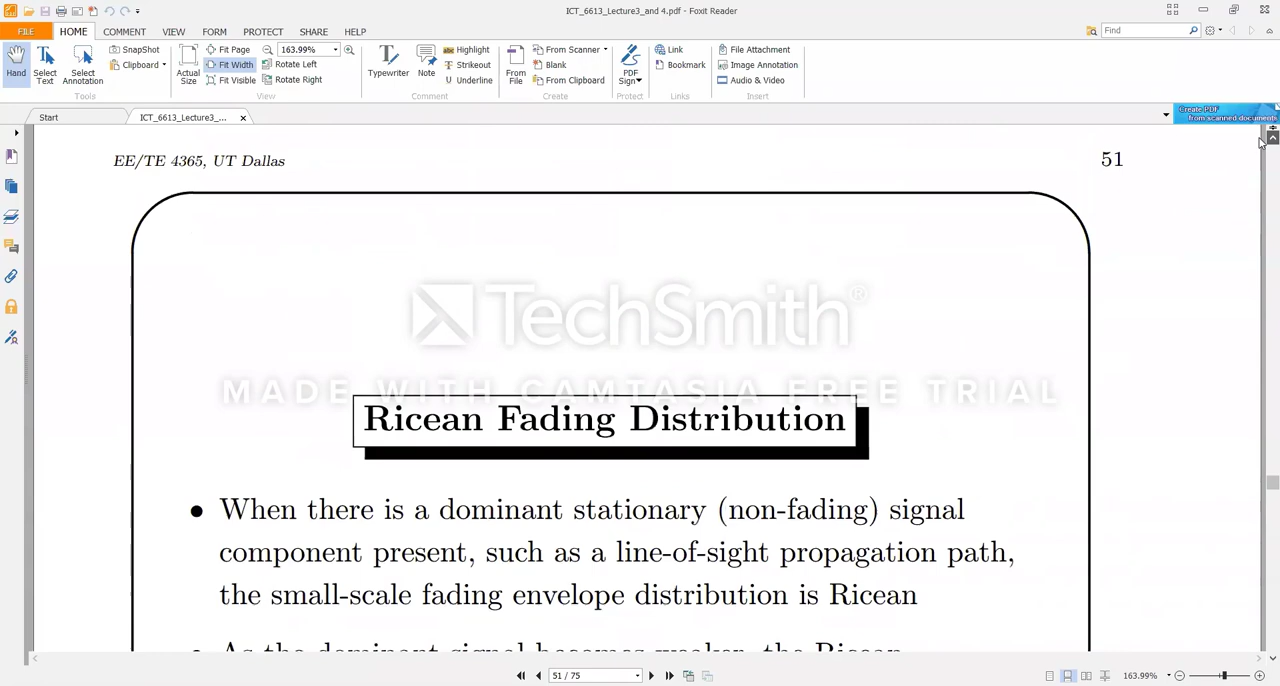 ICT_6613_Lecture3_and 4.pdf - Foxit Reader
FILE HOME COMMENT VIEW FORM PROTECT SHARE HELP
Find
Hand
Select Text
Select Annotation
SnapShot
Clipboard
Tools
Actual Size
Fit Page
Fit Width
Fit Visible
163.99%
Rotate Left
Rotate Right
View
Typewriter
Note
Highlight
Strikeout
Underline
Comment
From File
From Scanner
Blank
From Clipboard
Create
PDF Sign
Protect
Link
Bookmark
Links
File Attachment
Image Annotation
Audio & Video
Insert
Start
ICT_6613_Lecture3_...
Create PDF
from scanned documents
EE/TE 4365, UT Dallas 51
TechSmith®
MADE WITH CAMTASIA FREE TRIAL
Ricean Fading Distribution
• When there is a dominant stationary (non-fading) signal
component present, such as a line-of-sight propagation path,
the small-scale fading envelope distribution is Ricean
• As the dominant signal becomes weaker, the Ricean
51 / 75
163.99%